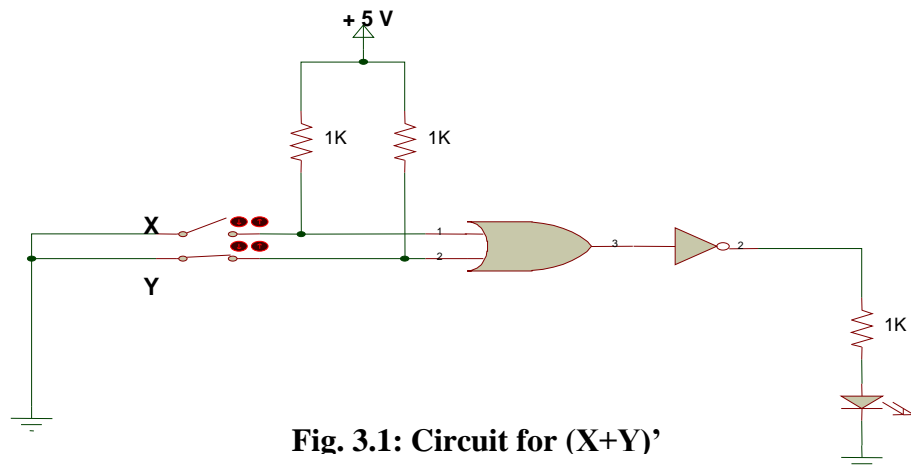 + 5 V
1K 1K
X
1
2
3
2
Y
1K
Fig. 3.1: Circuit for (X+Y)’